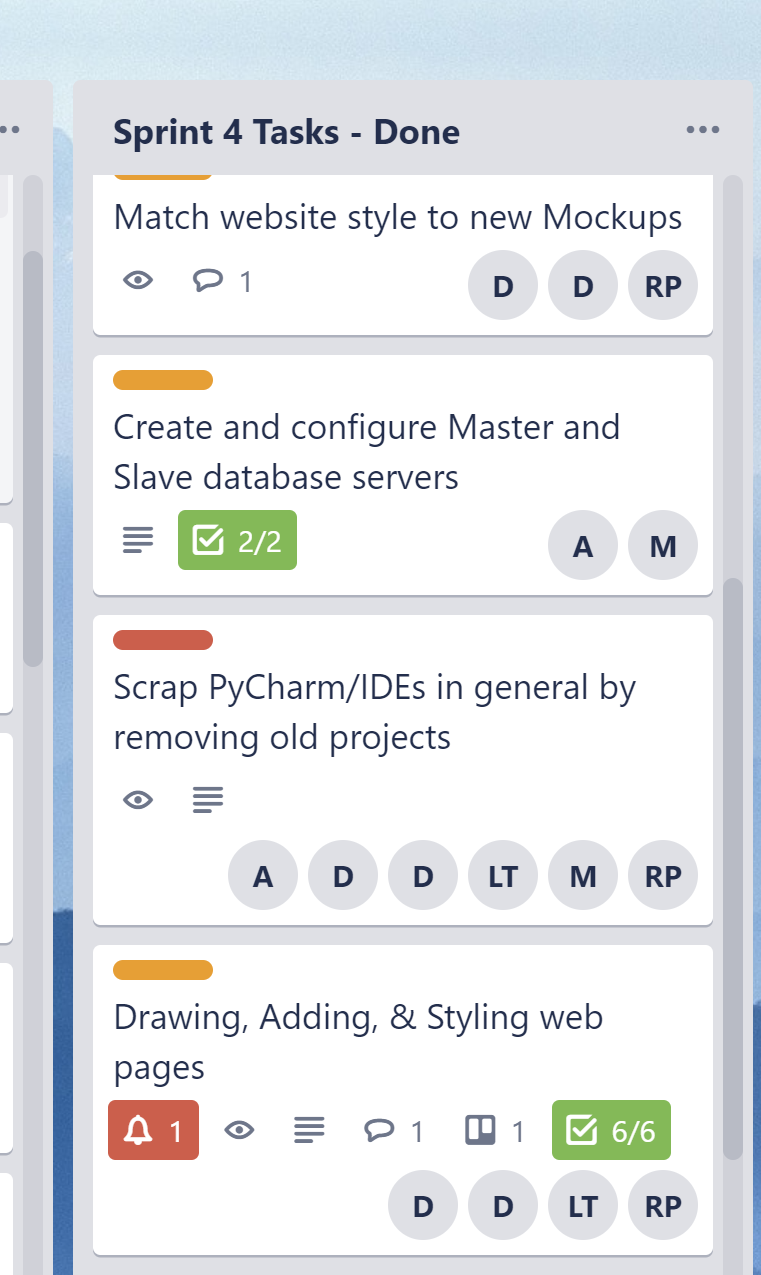 Sprint 4 Tasks - Done
Match website style to new Mockups
1
D D RP
Create and configure Master and
Slave database servers
2/2
A M
Scrap PyCharm/IDEs in general by
removing old projects
A D D LT M RP
Drawing, Adding, & Styling web
pages
1 1 1 6/6
D D LT RP